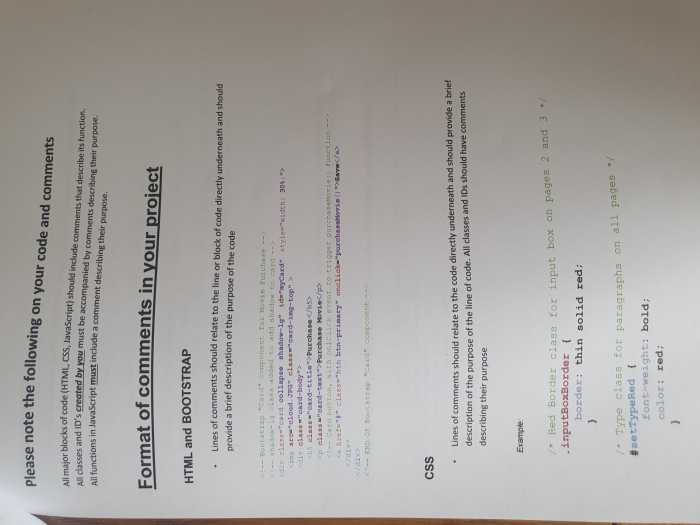 Please note the following on your code and comments
All major blocks of code (HTML, CSS, JavaScript) should include comments that describe its function.
All classes and ID's created by you must be accompanied by comments describing their purpose.
All functions in JavaScript must include a comment describing their purpose.
Format of comments in your project
HTML and BOOTSTRAP
• Lines of comments should relate to the line or block of code directly underneath and should
provide a brief description of the purpose of the code
<!-- Bootstrap "Card" component for Movie Purchase -->
<!-- shadow-lg class added to add shadow to card -->
<div class="card collapse shadow-lg" id="myCard" style="width: 30%;">
<img src="cloud.JPG" class="card-img-top" >
<div class="card-body">
<h5 class="card-title">Purchase</h5>
<p class="card-text">Purchase Movie</p>
<!-- Card button, with onclick event to trigger purchaseMovie() function -->
<a href="#" class="btn btn-primary" onclick="purchaseMovie()">Save</a>
</div>
</div>
<!-- END OF Bootstrap "Card" Component -->
CSS
• Lines of comments should relate to the code directly underneath and should provide a brief
description of the purpose of the line of code. All classes and IDs should have comments
describing their purpose
Example:
/* Red Border class for input box on pages 2 and 3 */
.inputBoxBorder {
border: thin solid red;
}
/* Type class for paragraphs on all pages */
#setTypeRed {
font-weight: bold;
color: red;
}